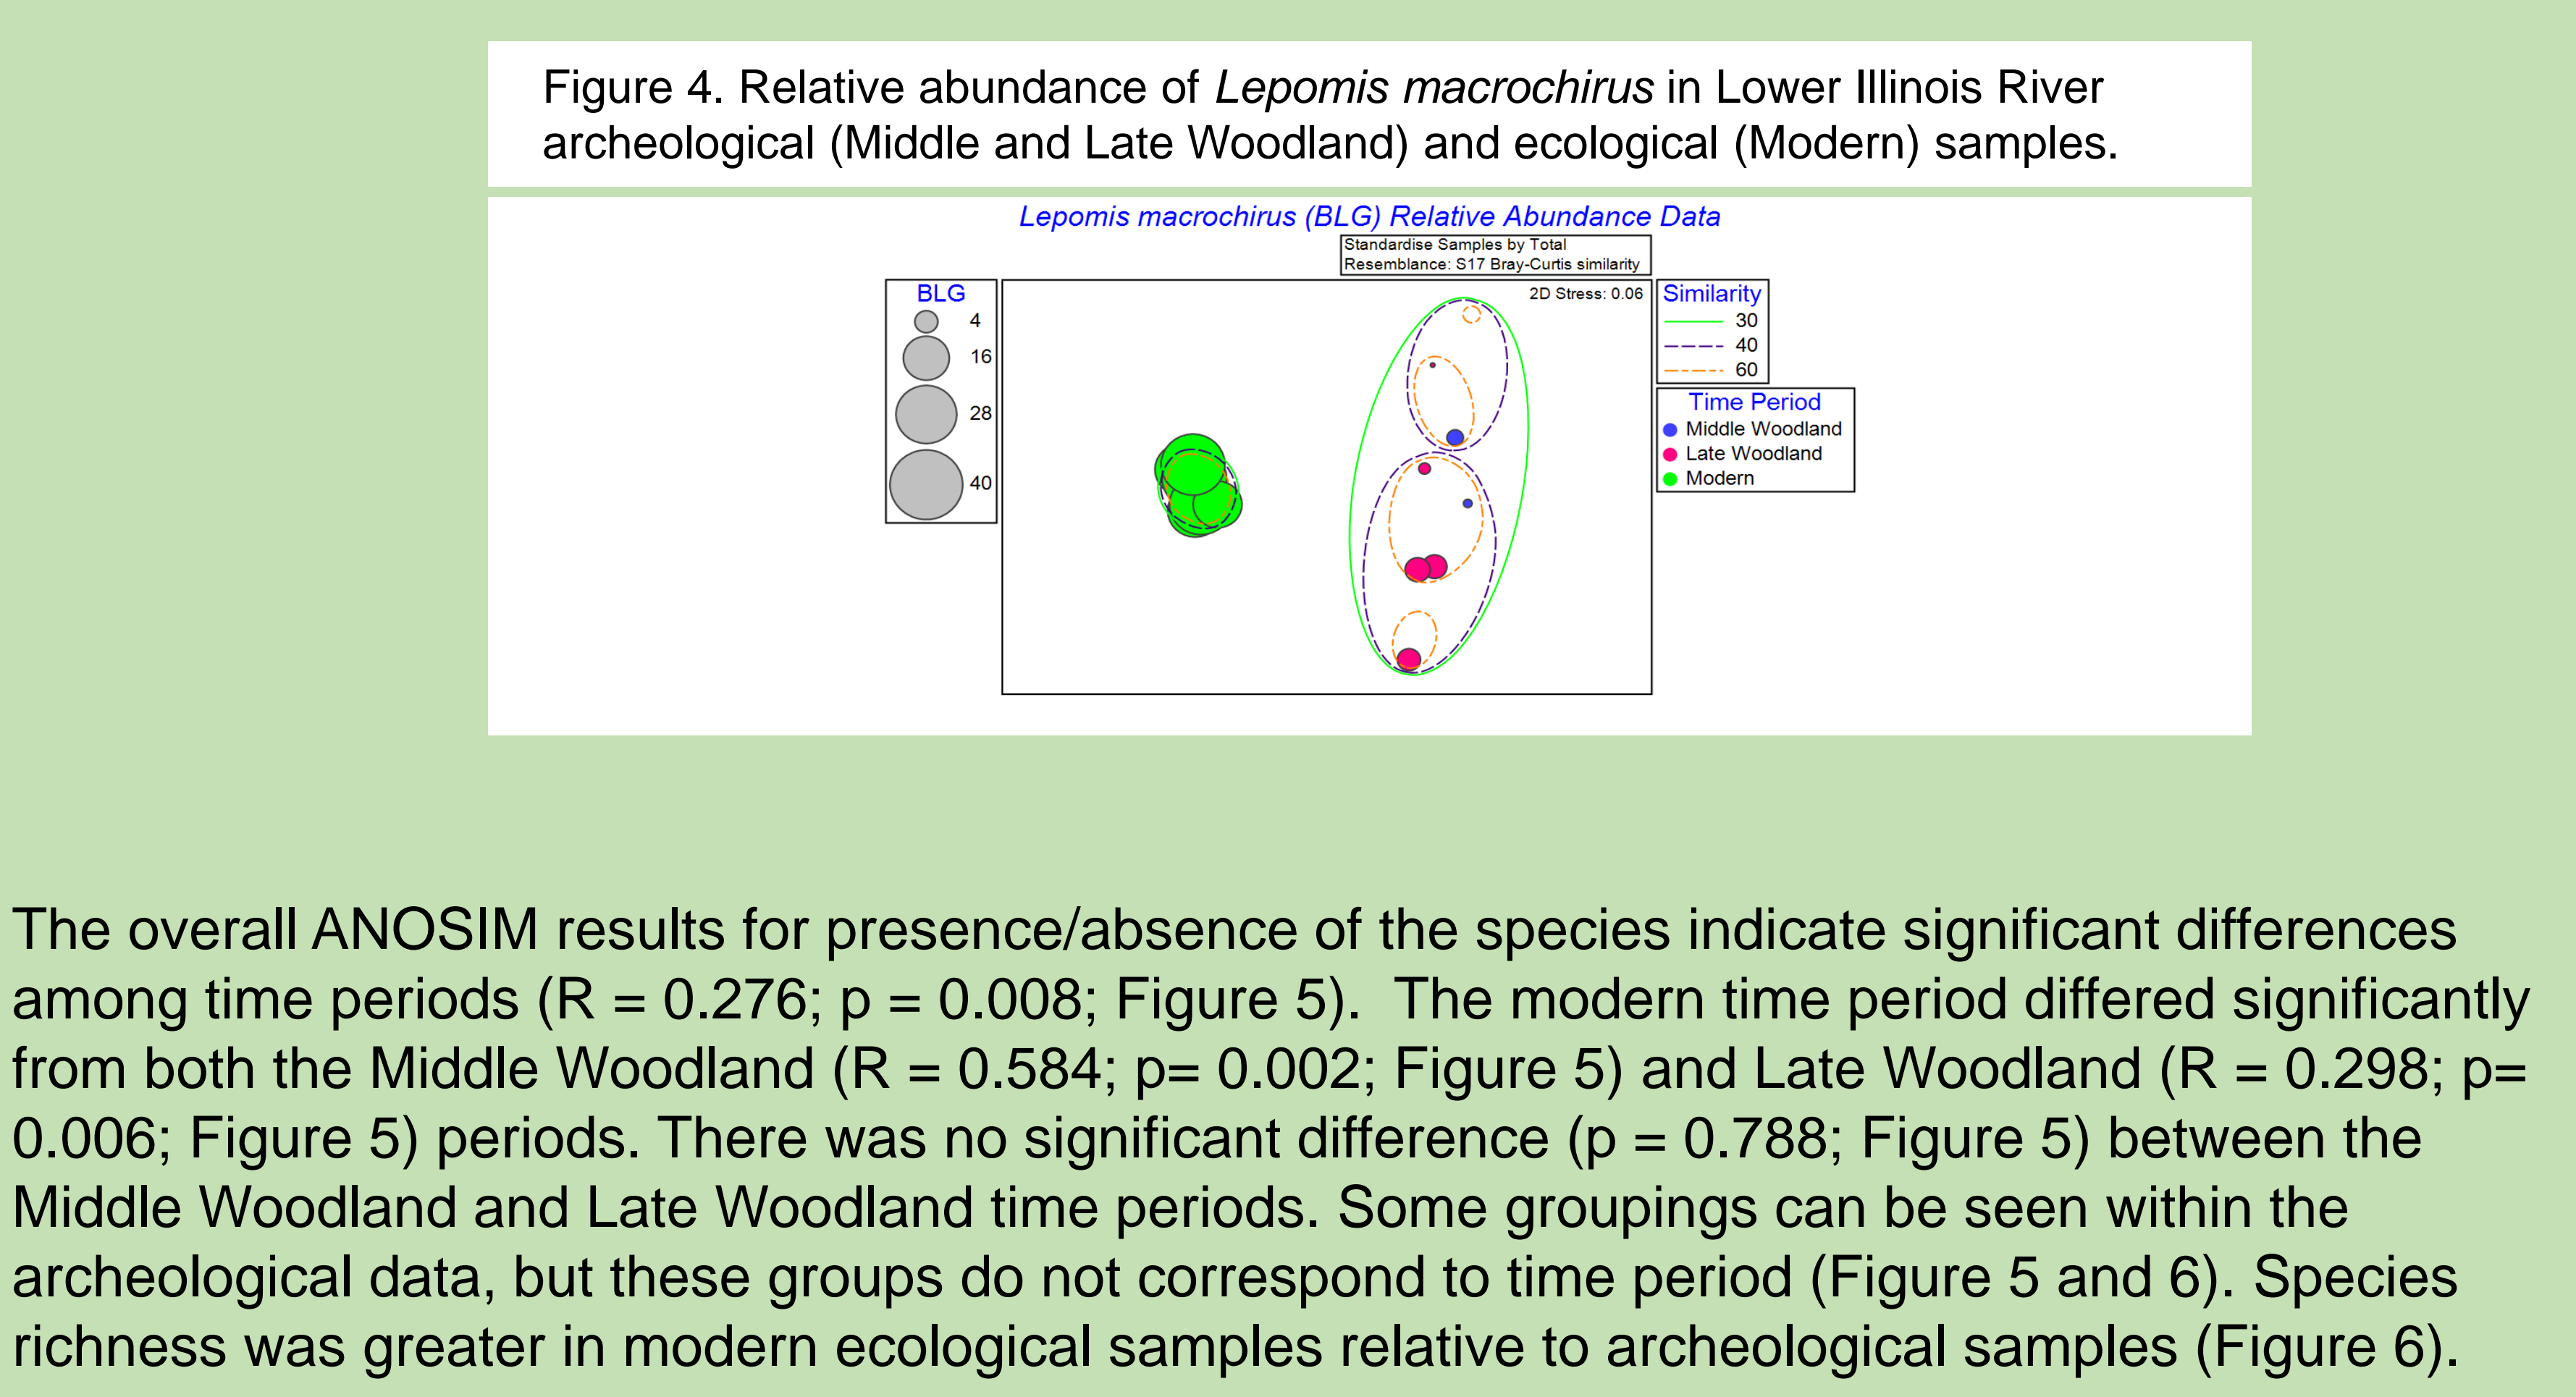 Figure 4. Relative abundance of Lepomis macrochirus in Lower Illinois River
archeological (Middle and Late Woodland) and ecological (Modern) samples.
Lepomis macrochirus (BLG) Relative Abundance Data
Standardise Samples by Total
Resemblance: S17 Bray-Curtis similarity
BLG
4
16
28
40
2D Stress: 0.06
Similarity
30
40
60
Time Period
Middle Woodland
Late Woodland
Modern
The overall ANOSIM results for presence/absence of the species indicate significant differences
among time periods (R = 0.276; p = 0.008; Figure 5).  The modern time period differed significantly
from both the Middle Woodland (R = 0.584; p= 0.002; Figure 5) and Late Woodland (R = 0.298; p=
0.006; Figure 5) periods. There was no significant difference (p = 0.788; Figure 5) between the
Middle Woodland and Late Woodland time periods. Some groupings can be seen within the
archeological data, but these groups do not correspond to time period (Figure 5 and 6). Species
richness was greater in modern ecological samples relative to archeological samples (Figure 6).